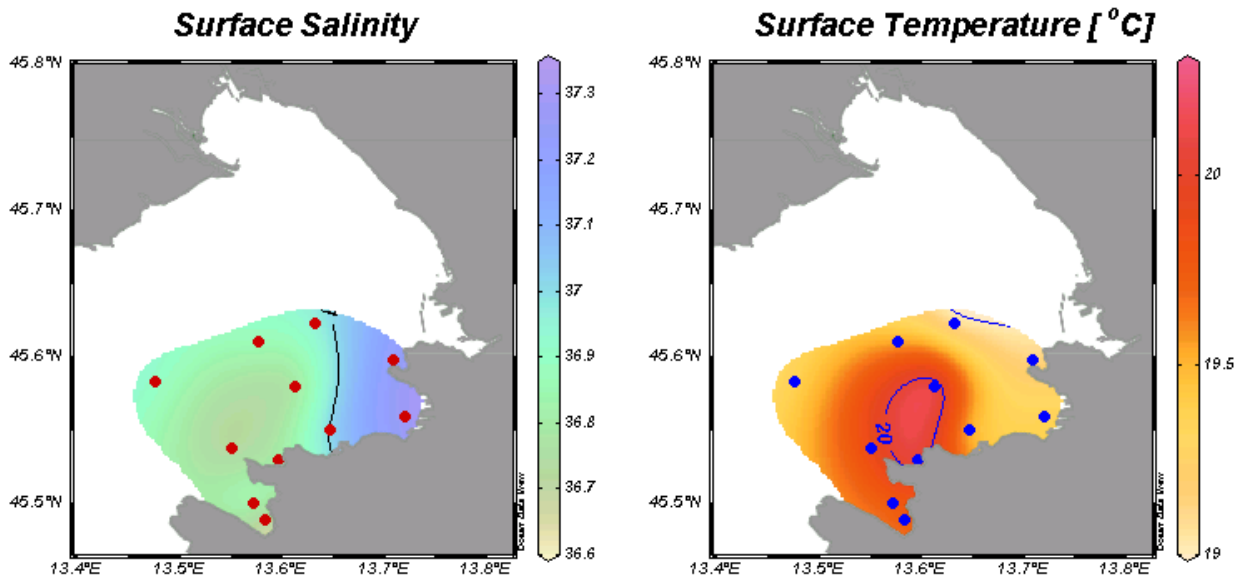 Surface Salinity
Surface Temperature [ °C]
45.8°N
45.7°N
45.6°N
45.5°N
13.4°E
13.5°E
13.6°E
13.7°E
13.8°E
Ocean Data View
37.3
37.2
37.1
37
36.9
36.8
36.7
36.6
45.8°N
45.7°N
45.6°N
45.5°N
20
13.4°E
13.5°E
13.6°E
13.7°E
13.8°E
Ocean Data View
20
19.5
19